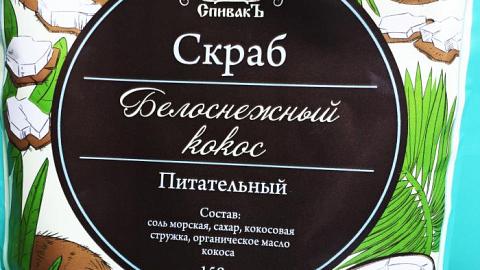 СпивакЪ
Скраб
Белоснежный
кокос
Питательный
Состав:
соль морская, сахар, кокосовая
стружка, органическое масло
кокоса